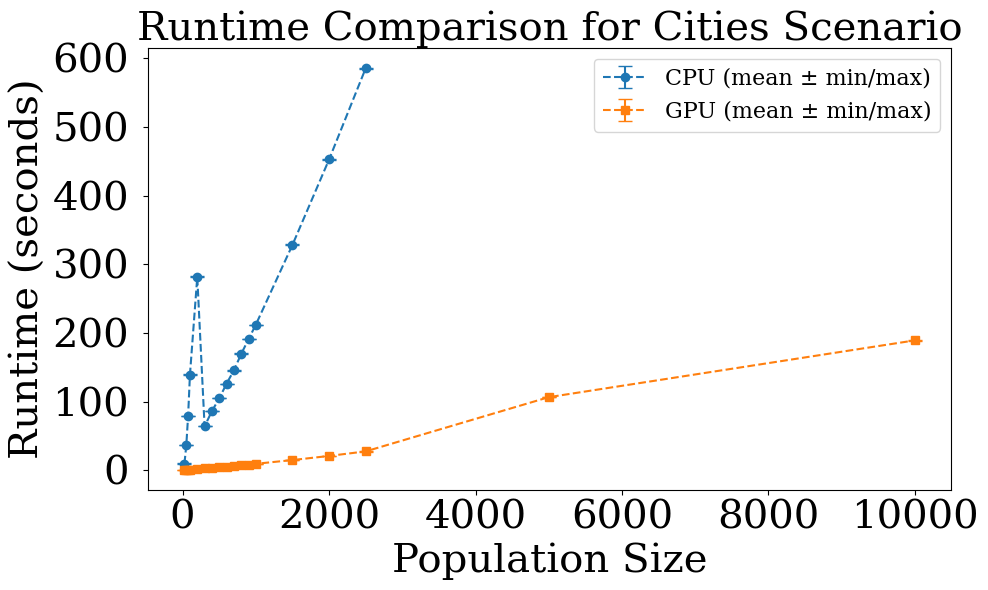 Runtime Comparison for Cities Scenario
CPU (mean ± min/max)
GPU (mean ± min/max)
Runtime (seconds)
600
500
400
300
200
100
0
0 2000 4000 6000 8000 10000
Population Size